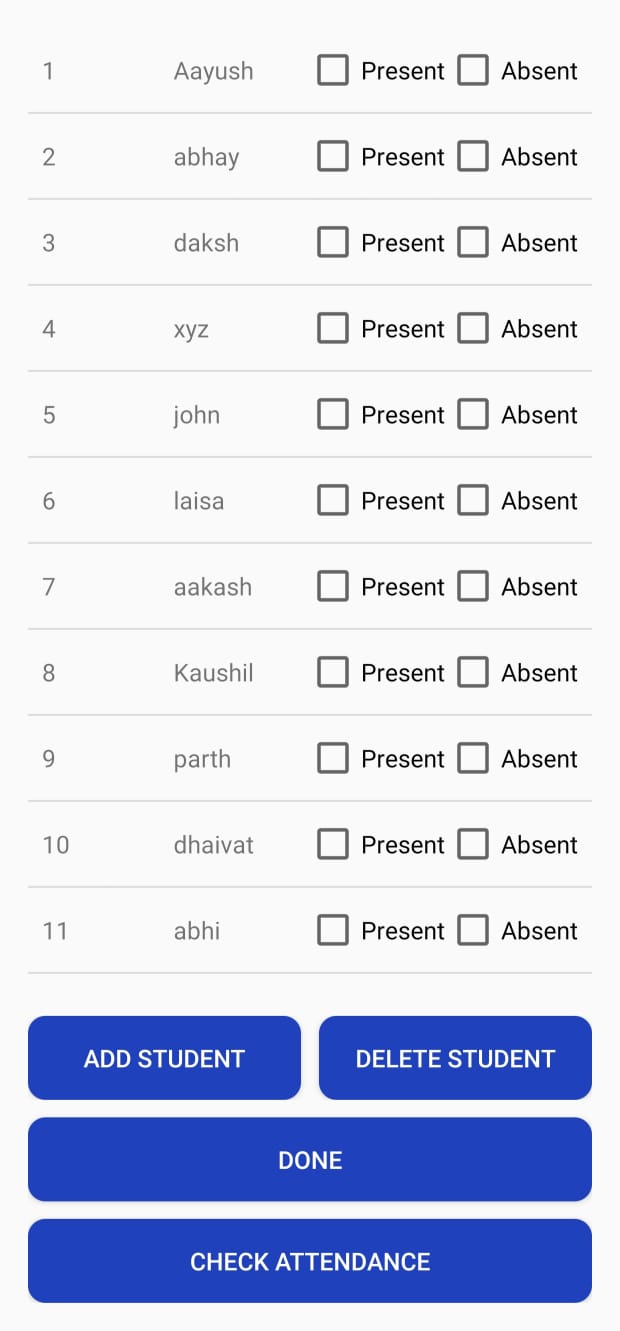 1 Aayush Present Absent
2 abhay Present Absent
3 daksh Present Absent
4 xyz Present Absent
5 john Present Absent
6 laisa Present Absent
7 aakash Present Absent
8 Kaushil Present Absent
9 parth Present Absent
10 dhaivat Present Absent
11 abhi Present Absent
ADD STUDENT DELETE STUDENT
DONE
CHECK ATTENDANCE